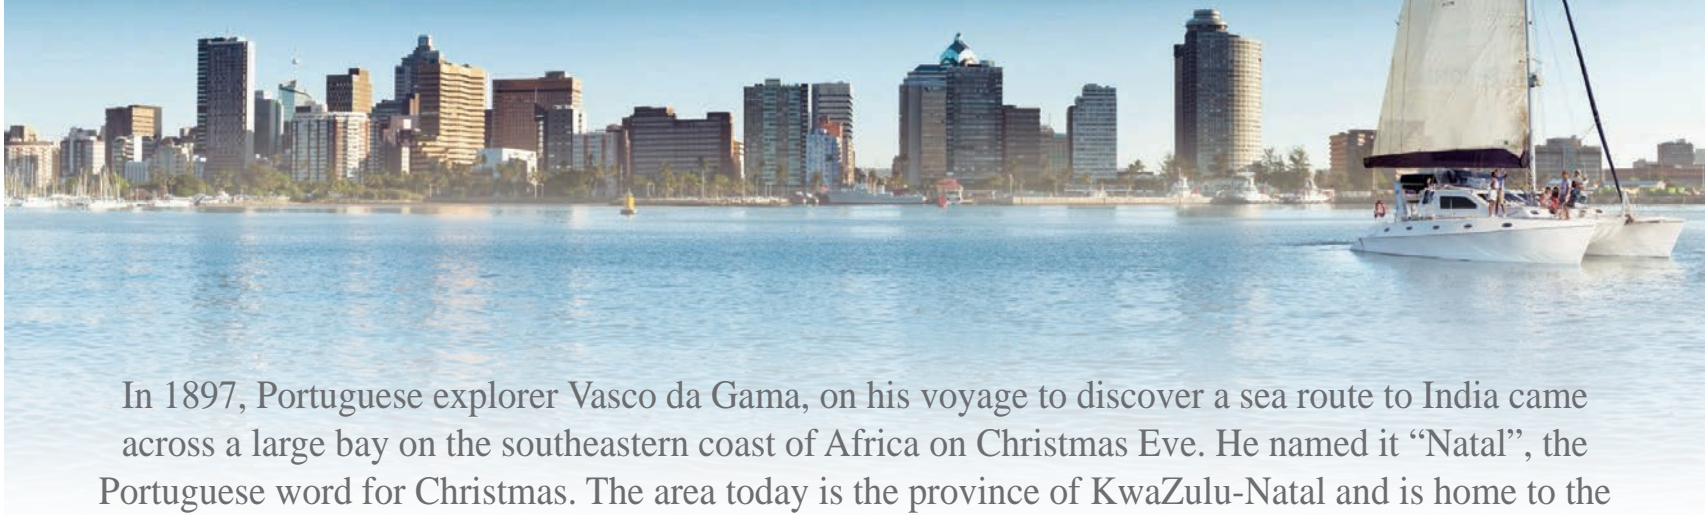 In 1897, Portuguese explorer Vasco da Gama, on his voyage to discover a sea route to India came
across a large bay on the southeastern coast of Africa on Christmas Eve. He named it “Natal”, the
Portuguese word for Christmas. The area today is the province of KwaZulu-Natal and is home to the